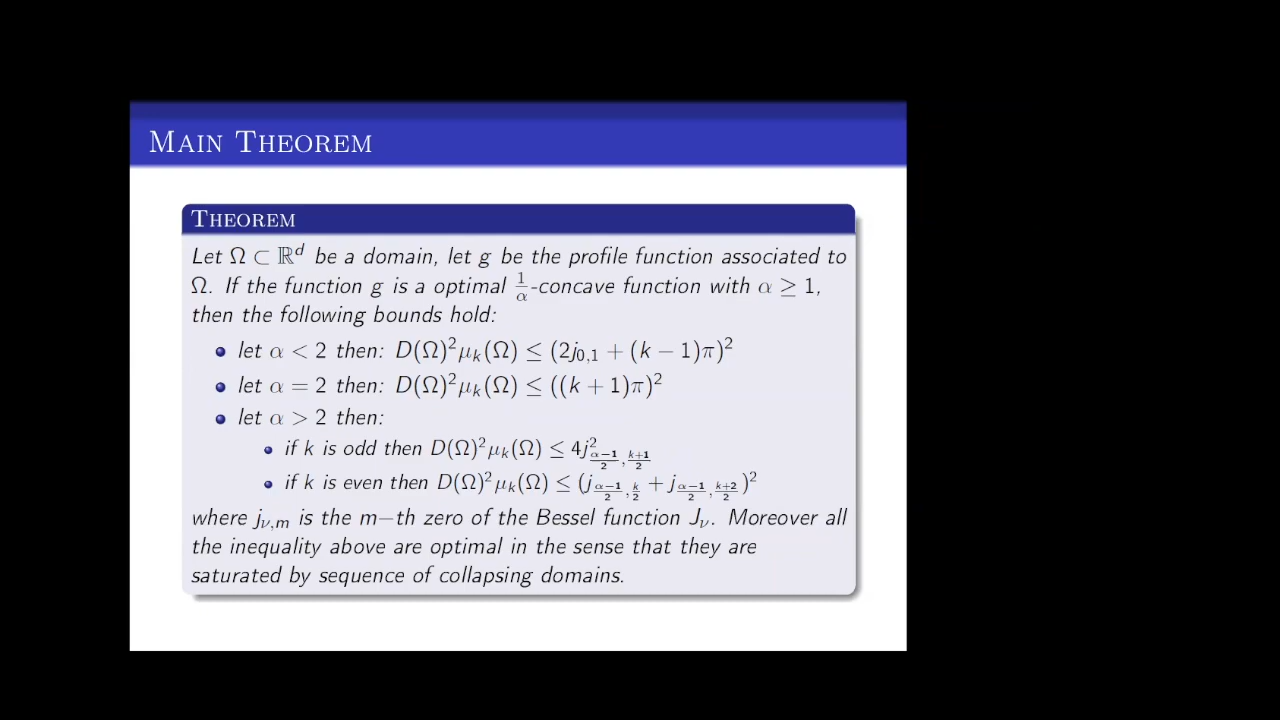 MAIN THEOREM
THEOREM
Let Ω ⊂ ℝ^d be a domain, let g be the profile function associated to
Ω. If the function g is a optimal 1/α-concave function with α ≥ 1,
then the following bounds hold:
let α < 2 then: D(Ω)²μ_k(Ω) ≤ (2j_{0,1} + (k − 1)π)²
let α = 2 then: D(Ω)²μ_k(Ω) ≤ ((k + 1)π)²
let α > 2 then:
if k is odd then D(Ω)²μ_k(Ω) ≤ 4j²_{(α−1)/2, (k+1)/2}
if k is even then D(Ω)²μ_k(Ω) ≤ (j_{(α−1)/2, k/2} + j_{(α−1)/2, (k+2)/2})²
where j_{ν,m} is the m−th zero of the Bessel function J_ν. Moreover all
the inequality above are optimal in the sense that they are
saturated by sequence of collapsing domains.